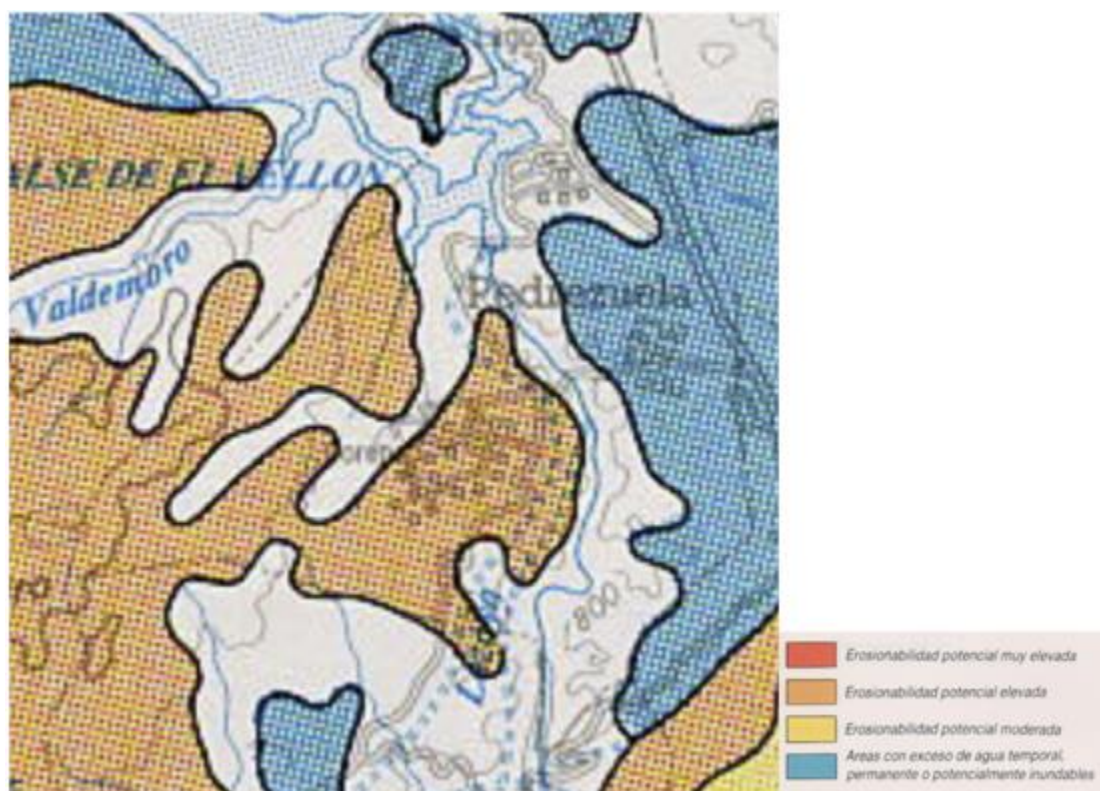 Lago
ALSE DE EL VELLON
Valdemoro
Pedrezuela
800
Erosionabilidad potencial muy elevada
Erosionabilidad potencial elevada
Erosionabilidad potencial moderada
Areas con exceso de agua temporal,
permanente o potencialmente inundables